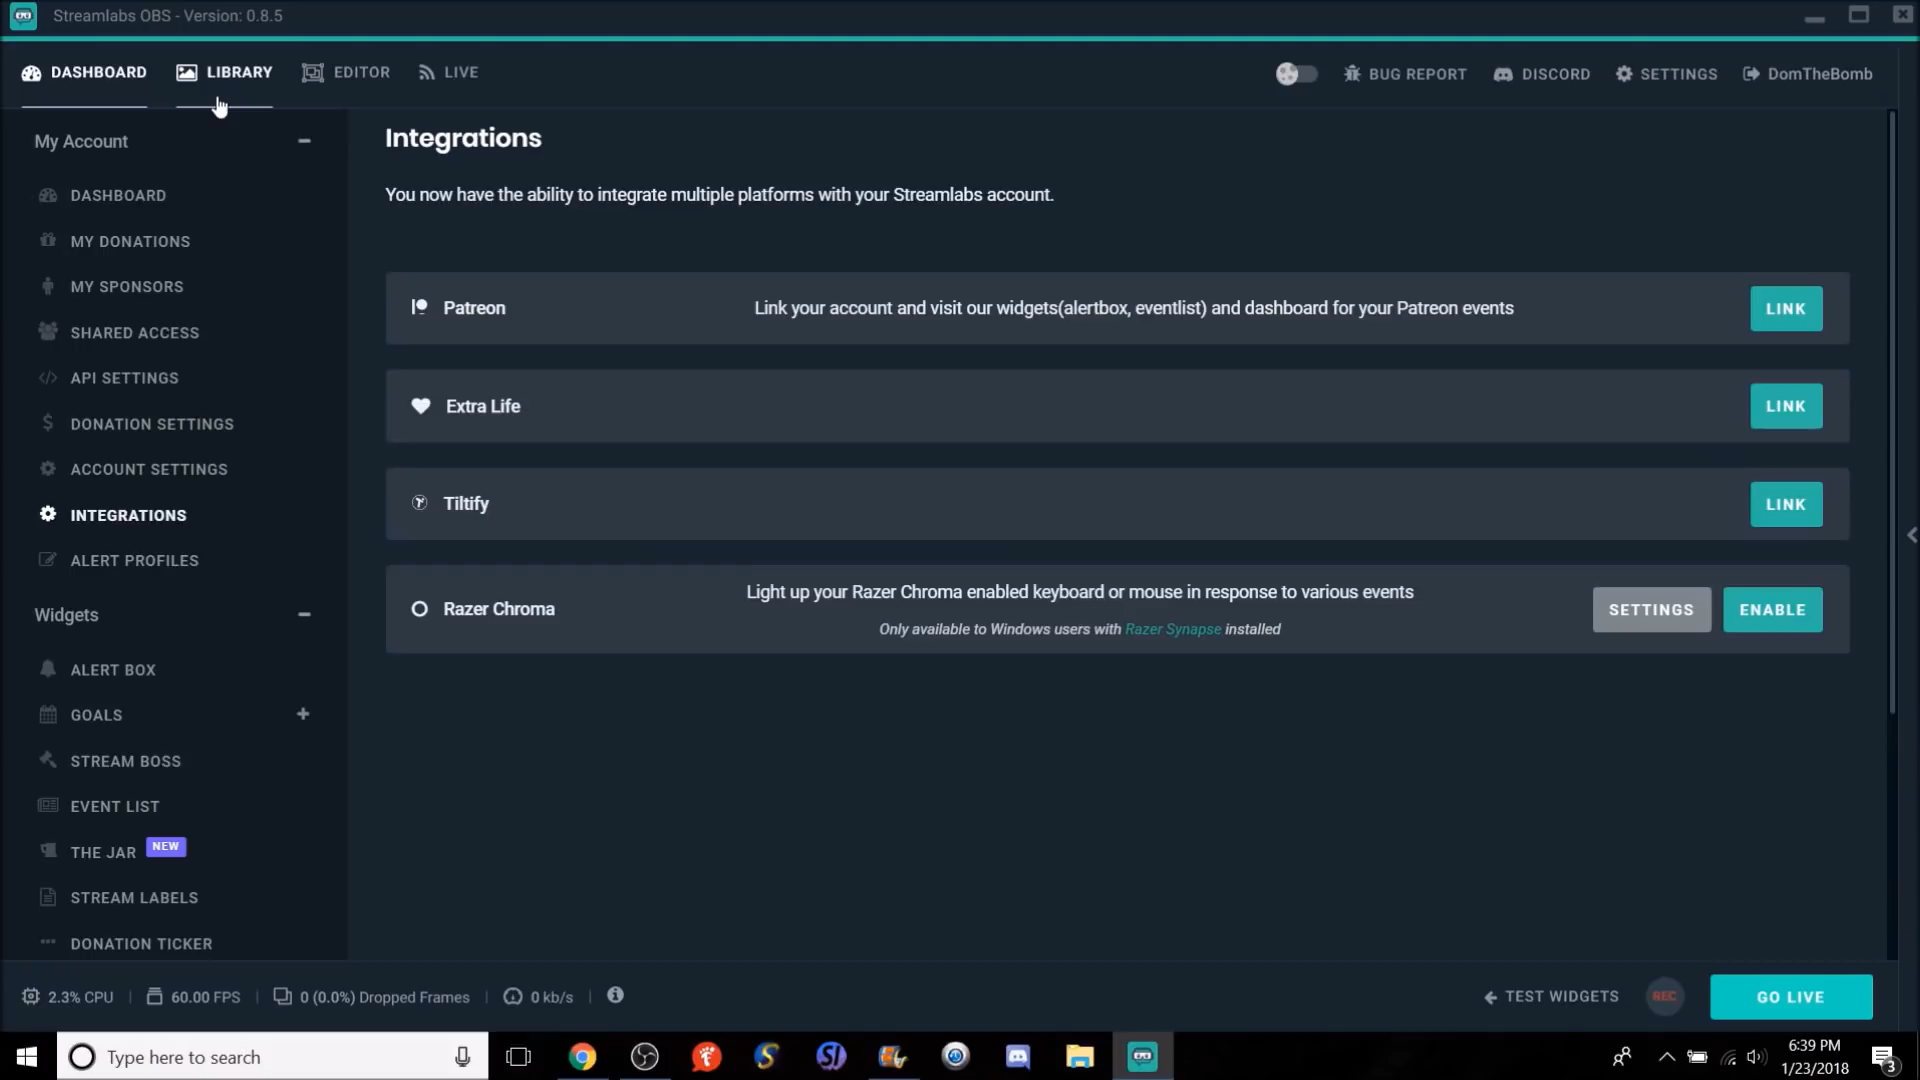 Streamlabs OBS - Version: 0.8.5
DASHBOARD LIBRARY EDITOR LIVE BUG REPORT DISCORD SETTINGS DomTheBomb
My Account
DASHBOARD
MY DONATIONS
MY SPONSORS
SHARED ACCESS
API SETTINGS
DONATION SETTINGS
ACCOUNT SETTINGS
INTEGRATIONS
ALERT PROFILES
Widgets
ALERT BOX
GOALS
STREAM BOSS
EVENT LIST
THE JAR NEW
STREAM LABELS
DONATION TICKER
Integrations
You now have the ability to integrate multiple platforms with your Streamlabs account.
Patreon Link your account and visit our widgets(alertbox, eventlist) and dashboard for your Patreon events LINK
Extra Life LINK
Tiltify LINK
Razer Chroma Light up your Razer Chroma enabled keyboard or mouse in response to various events SETTINGS ENABLE
Only available to Windows users with Razer Synapse installed
2.3% CPU 60.00 FPS 0 (0.0%) Dropped Frames 0 kb/s TEST WIDGETS REC GO LIVE
Type here to search
6:39 PM
1/23/2018
3